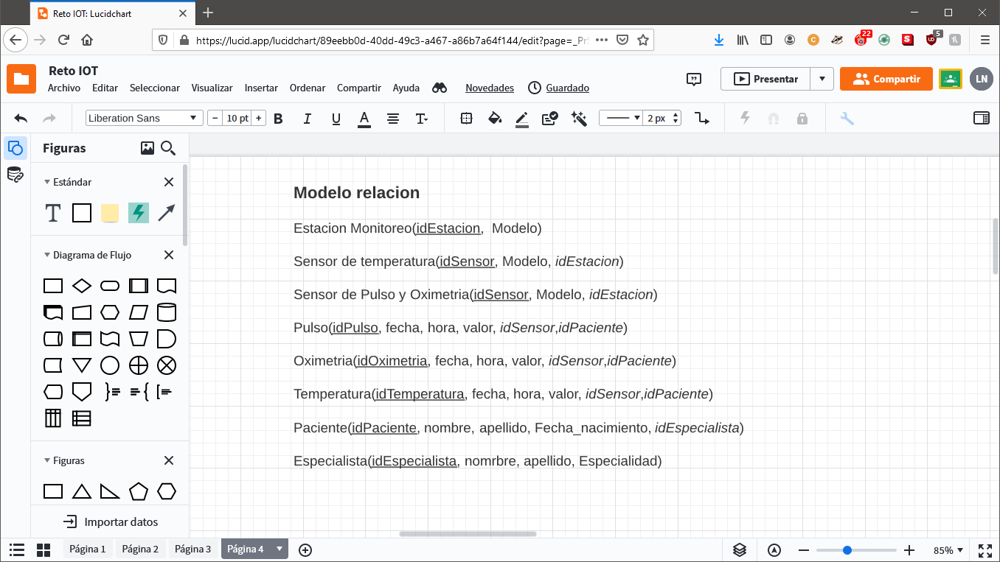 Reto IOT: Lucidchart
https://lucid.app/lucidchart/89eebb0d-40dd-49c3-a467-a86b7a64f144/edit?page=_Pr
22
5
Reto IOT
Archivo Editar Seleccionar Visualizar Insertar Ordenar Compartir Ayuda Novedades Guardado
Presentar
Compartir
LN
Liberation Sans
− 10 pt +
B I U A T
2 px
Figuras
Estándar
T
Diagrama de Flujo
Figuras
Importar datos
Modelo relacion
Estacion Monitoreo(idEstacion, Modelo)
Sensor de temperatura(idSensor, Modelo, idEstacion)
Sensor de Pulso y Oximetria(idSensor, Modelo, idEstacion)
Pulso(idPulso, fecha, hora, valor, idSensor,idPaciente)
Oximetria(idOximetria, fecha, hora, valor, idSensor,idPaciente)
Temperatura(idTemperatura, fecha, hora, valor, idSensor,idPaciente)
Paciente(idPaciente, nombre, apellido, Fecha_nacimiento, idEspecialista)
Especialista(idEspecialista, nomrbre, apellido, Especialidad)
Página 1 Página 2 Página 3 Página 4
85%